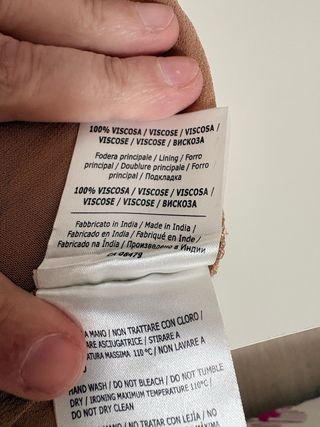 100% VISCOSA / VISCOSE / VISCOSA /
VISCOSE / VISCOSE / ВИСКОЗА
Fodera principale / Lining / Forro
principal / Doublure principale / Forro
principal / Подкладка
100% VISCOSA / VISCOSE / VISCOSA /
VISCOSE / VISCOSE / ВИСКОЗА
Fabbricato in India / Made in India /
Fabricado en India / Fabriqué en Inde /
Fabricado na Índia / Произведено в Индии
08479
A MANO / NON TRATTARE CON CLORO /
ARE ASCIUGATRICE / STIRARE A
ATURA MASSIMA 110 °C / NON LAVARE A
HAND WASH / DO NOT BLEACH / DO NOT TUMBLE
DRY / IRONING MAXIMUM TEMPERATURE 110°C /
DO NOT DRY CLEAN
MANO / NO TRATAR CON LEJÍA / NO